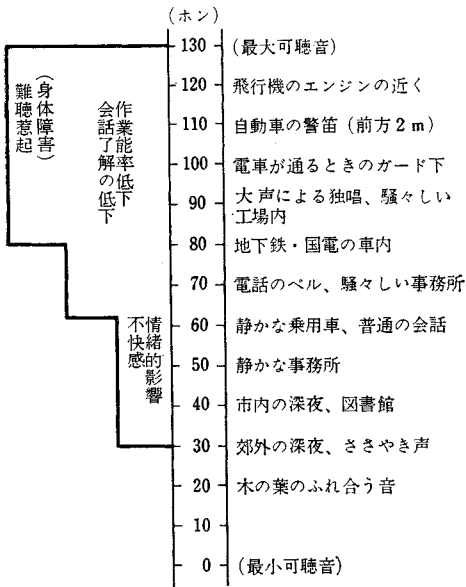 (ホン)
130 (最大可聴音)
120 飛行機のエンジンの近く
110 自動車の警笛(前方2m)
100 電車が通るときのガード下
90 大声による独唱、騒々しい
工場内
80 地下鉄・国電の車内
70 電話のベル、騒々しい事務所
60 静かな乗用車、普通の会話
50 静かな事務所
40 市内の深夜、図書館
30 郊外の深夜、ささやき声
20 木の葉のふれ合う音
10
0 (最小可聴音)
(身体障害)
難聴惹起
作業能率低下
会話了解の低下
情緒的影響
不快感